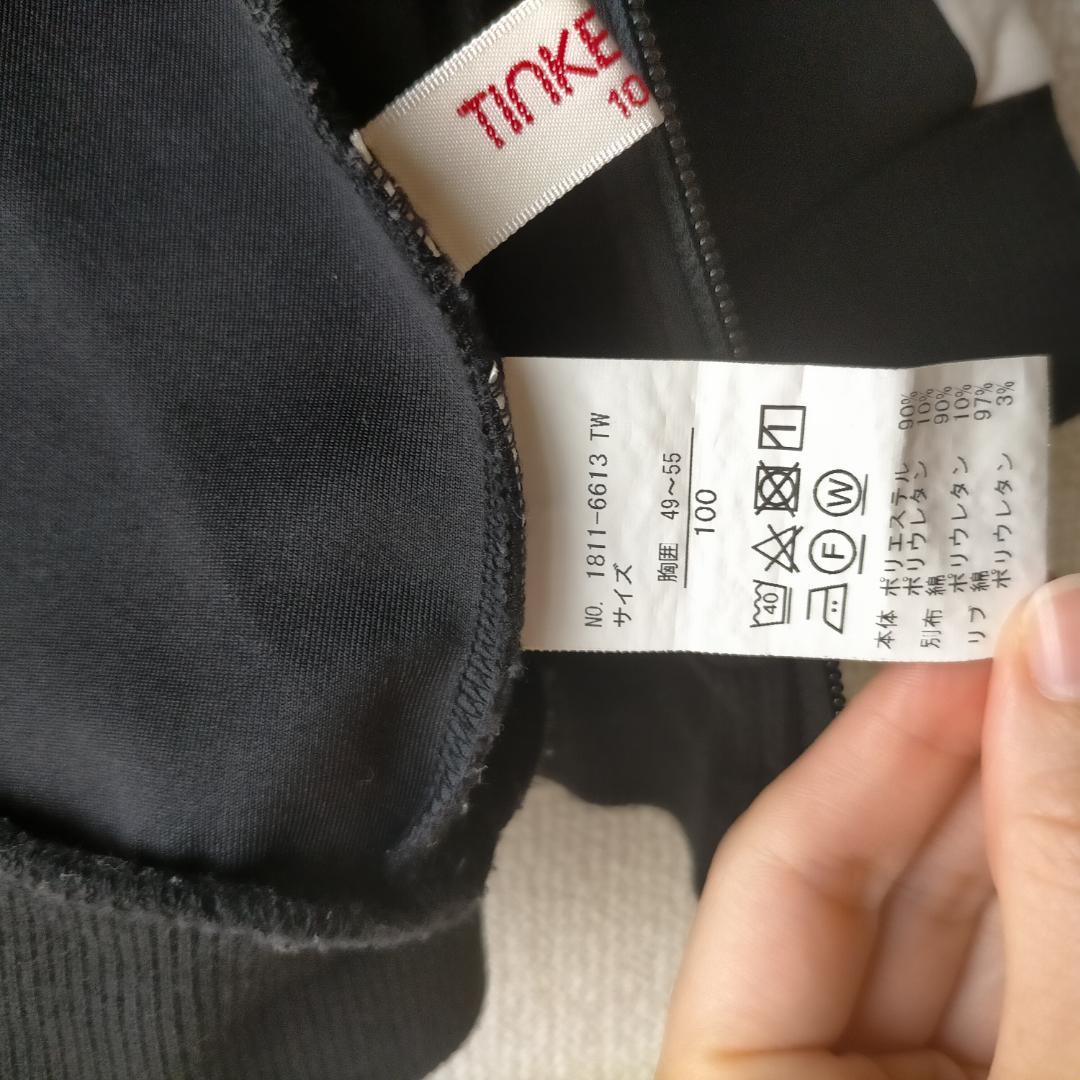 TINKE
10
NO. 1811-6613 TW
サイズ
胸囲 49～55
100
40
F W
本体 ポリエステル 90%
ポリウレタン 10%
別布 綿 90%
ポリウレタン 10%
リブ 綿 97%
ポリウレタン 3%